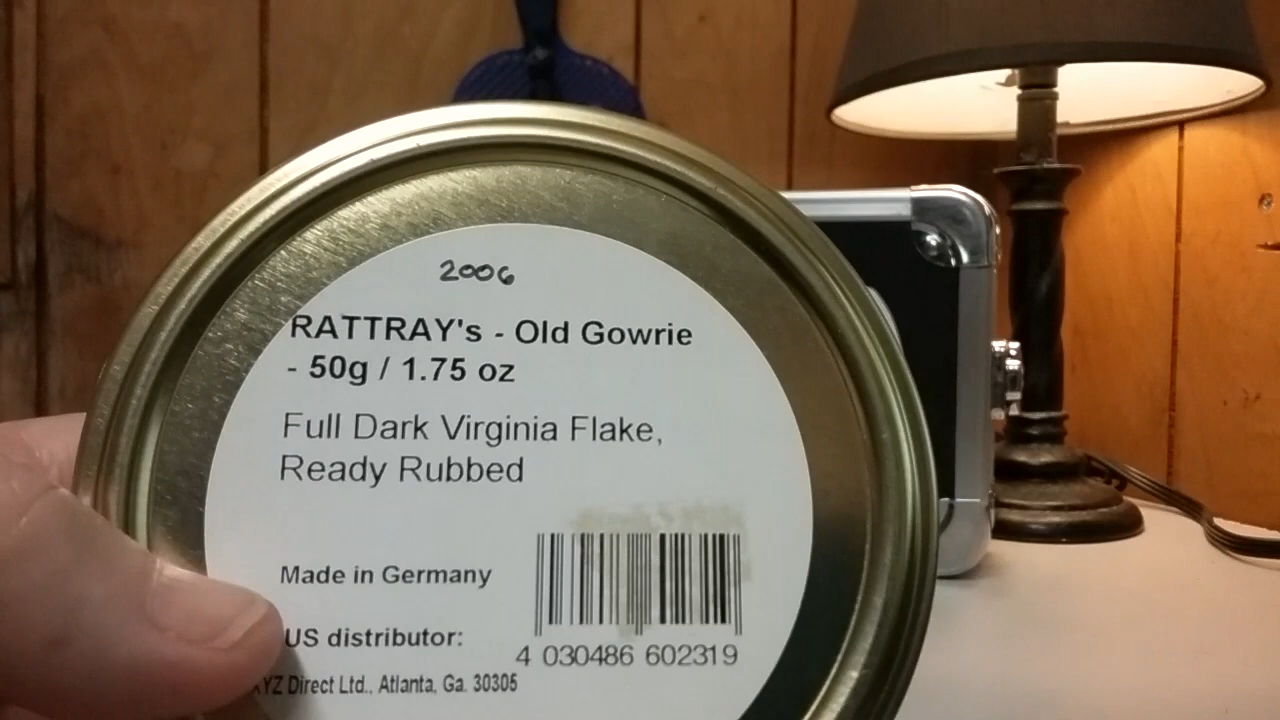 2006
RATTRAY's - Old Gowrie
- 50g / 1.75 oz
Full Dark Virginia Flake,
Ready Rubbed
Made in Germany
US distributor:
4 030486 602319
YZ Direct Ltd., Atlanta, Ga. 30305